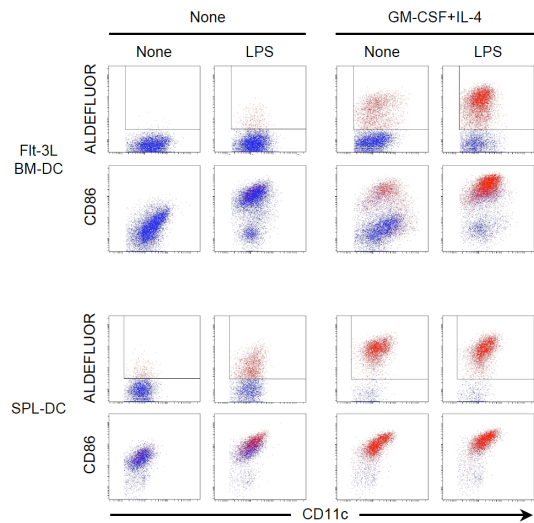 None GM-CSF+IL-4
None LPS None LPS
Flt-3L
BM-DC
ALDEFLUOR
CD86
SPL-DC
ALDEFLUOR
CD86
CD11c